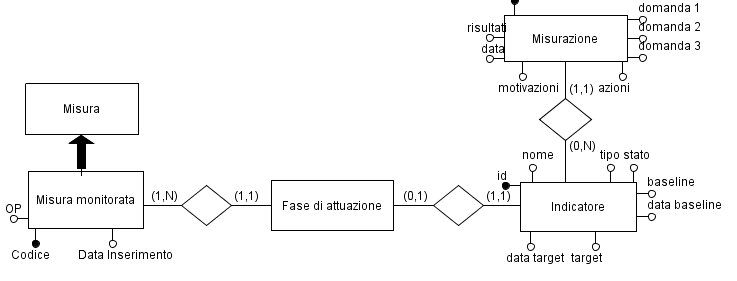 domanda 1
risultati
domanda 2
Misurazione
data
domanda 3
motivazioni
(1,1)
azioni
Misura
(0,N)
nome
tipo stato
id
baseline
Misura monitorata
(1,N)
(1,1)
Fase di attuazione
(0,1)
(1,1)
Indicatore
data baseline
OP
Codice
Data Inserimento
data target
target